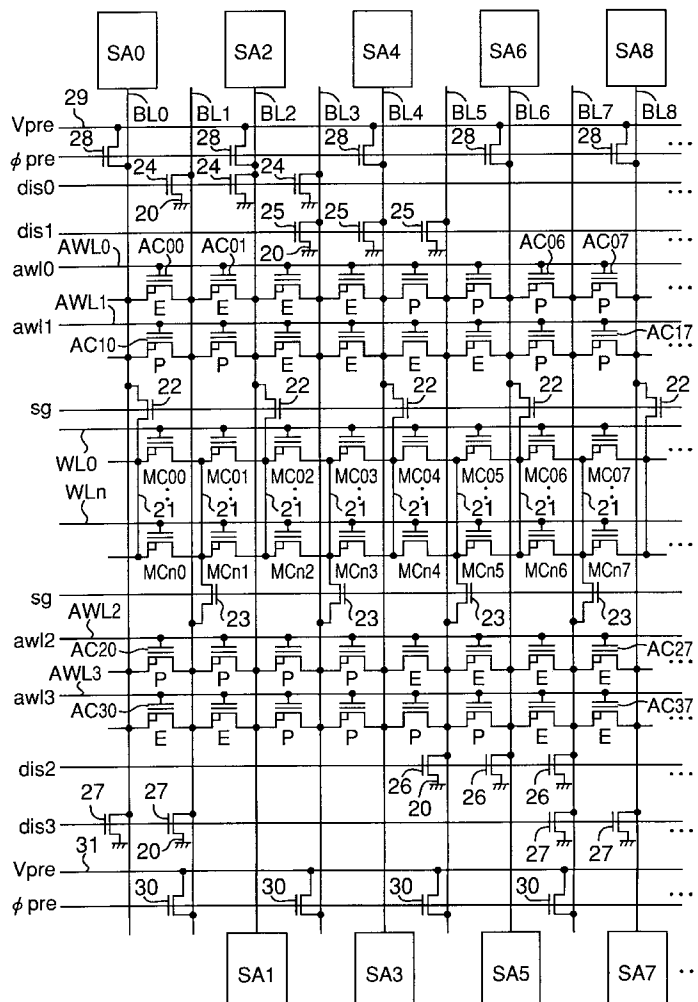 SA0 SA2 SA4 SA6 SA8
29 BL0 BL1 BL2 BL3 BL4 BL5 BL6 BL7 BL8
Vpre
28 28 28 28 28
φ pre ...
24 24 24
dis0 ...
20
25 25 25
dis1 ...
20
AWL0 AC00 AC01 AC06 AC07
awl0
...
AWL1 E E P P P P P P
awl1
AC10 AC17
P P E E E E P P ...
22 22 22 22 22
sg
...
WL0 MC00 MC01 MC02 MC03 MC04 MC05 MC06 MC07
WLn 21 21 21 21 21 21 21 21
...
MCn0 MCn1 MCn2 MCn3 MCn4 MCn5 MCn6 MCn7
sg ...
AWL2 23 23 23 23
awl2
AC20 AC27
AWL3 P P P P E E E E ...
awl3
AC30 AC37
E E P P P P E E ...
dis2 ...
26 20 26 26
27 27
dis3 ...
31 20 27 27
Vpre ...
30 30 30 30
φ pre ...
SA1 SA3 SA5 SA7 ...